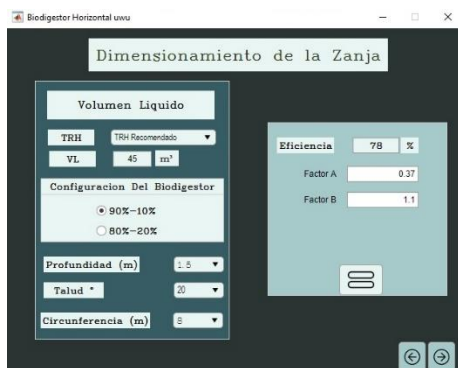 Biodigestor Horizontal uwu
Dimensionamiento de la Zanja
Volumen Liquido
TRH TRH Recomendado
VL 45 m³
Configuracion Del Biodigestor
90%-10%
80%-20%
Profundidad (m) 1.5
Talud ° 20
Circunferencia (m) 8
Eficiencia 78 %
Factor A 0.37
Factor B 1.1